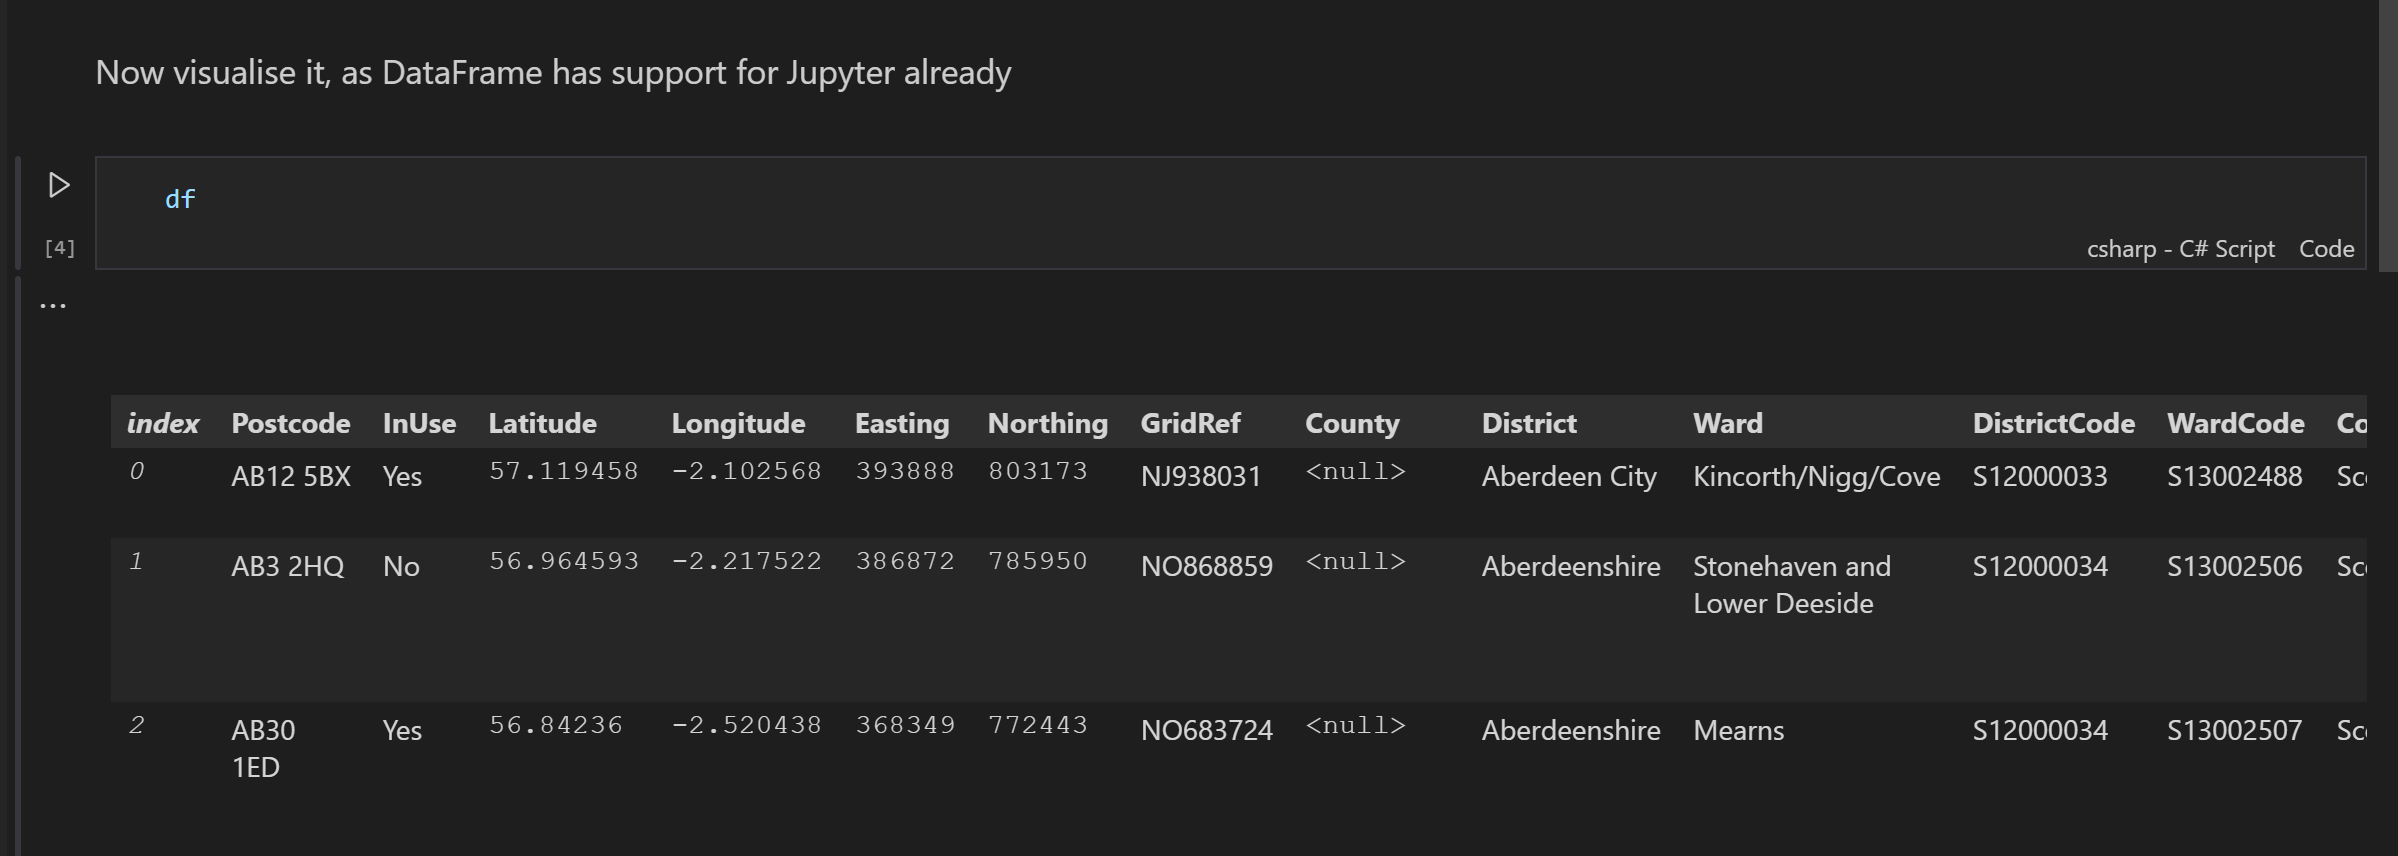 Now visualise it, as DataFrame has support for Jupyter already
df
[4]
csharp - C# Script Code
...
index Postcode InUse Latitude Longitude Easting Northing GridRef County District Ward DistrictCode WardCode Co
0 AB12 5BX Yes 57.119458 -2.102568 393888 803173 NJ938031 <null> Aberdeen City Kincorth/Nigg/Cove S12000033 S13002488 Sc
1 AB3 2HQ No 56.964593 -2.217522 386872 785950 NO868859 <null> Aberdeenshire Stonehaven and S12000034 S13002506 Sc
Lower Deeside
2 AB30 Yes 56.84236 -2.520438 368349 772443 NO683724 <null> Aberdeenshire Mearns S12000034 S13002507 Sc
1ED